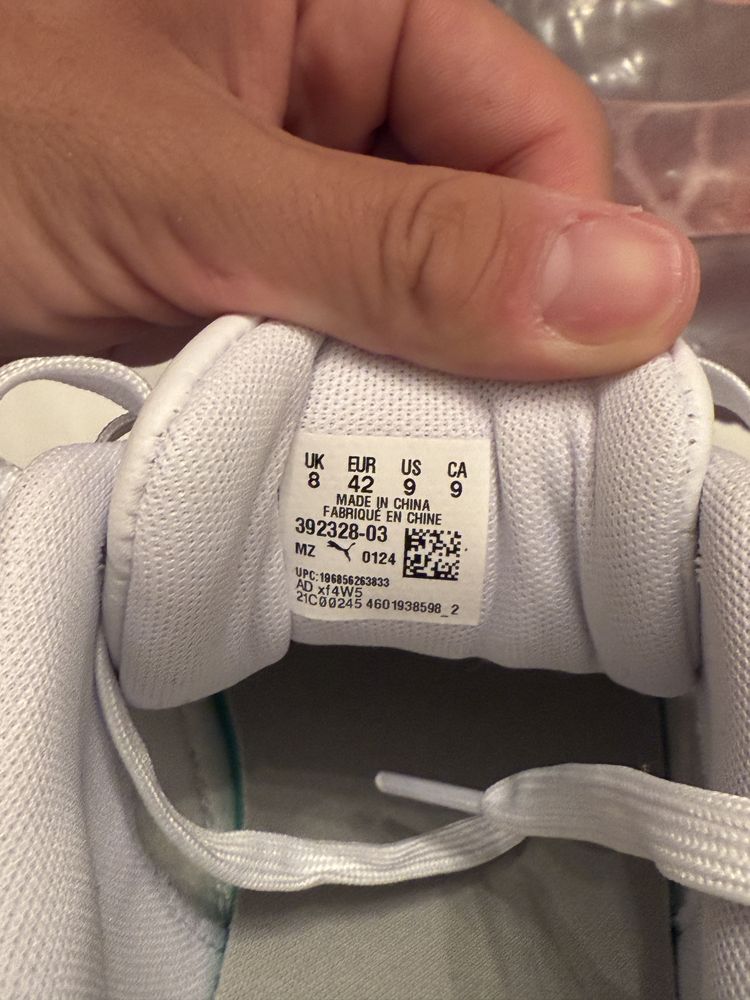 UK EUR US CA
8 42 9 9
MADE IN CHINA
FABRIQUÉ EN CHINE
392328-03
MZ 0124
UPC:196856263833
AD xf4W5
21C00245 4601938598_2